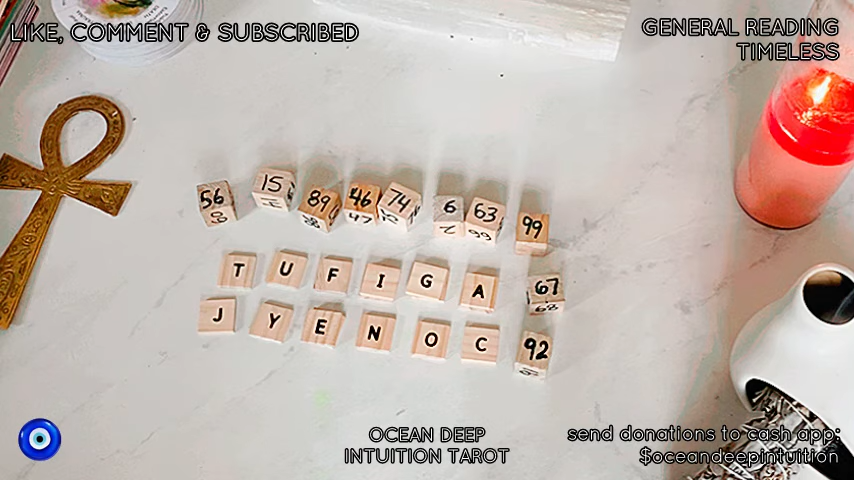 LIKE, COMMENT & SUBSCRIBED
GENERAL READING
TIMELESS
56 15 89 46 74 6 63 99
T U F I G A 67
J Y E N O C 92
OCEAN DEEP
INTUITION TAROT
send donations to cash app:
$oceandeepintuition